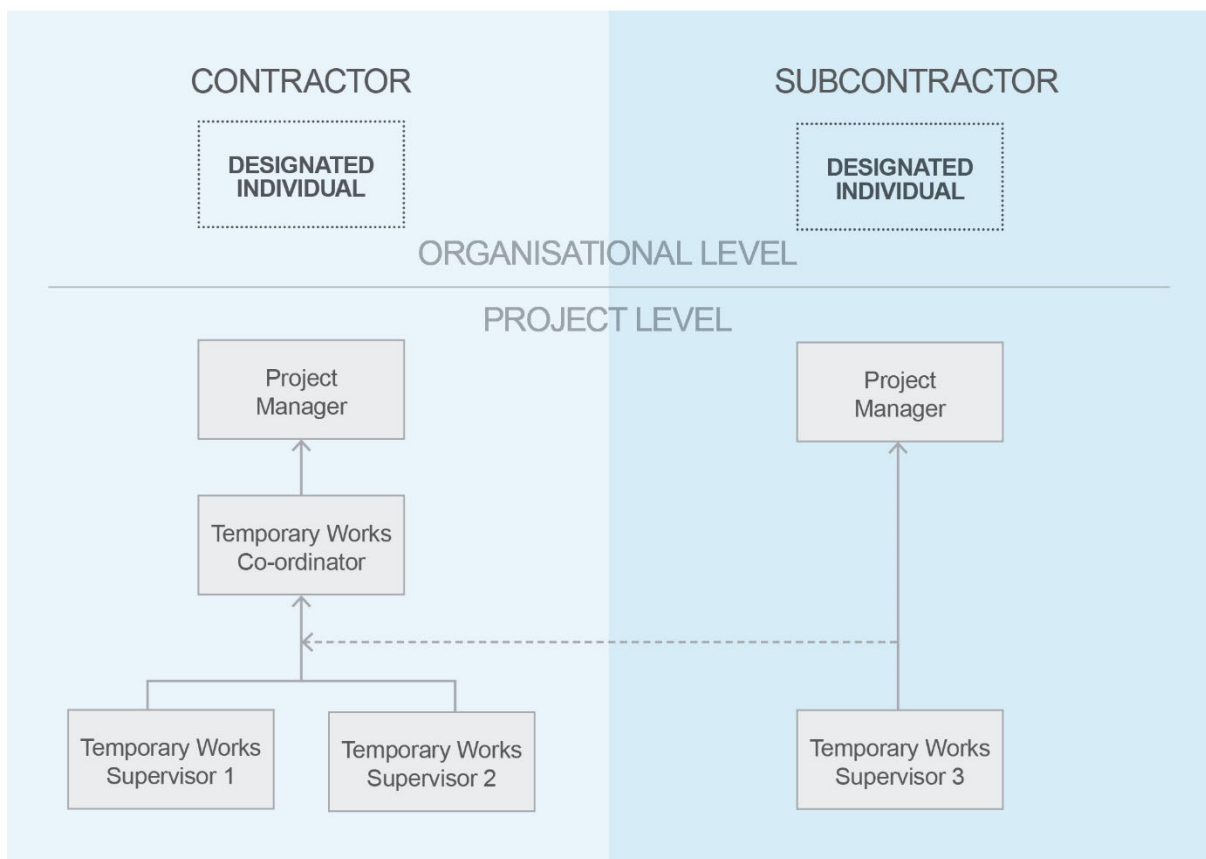 CONTRACTOR
DESIGNATED
INDIVIDUAL
SUBCONTRACTOR
DESIGNATED
INDIVIDUAL
ORGANISATIONAL LEVEL
PROJECT LEVEL
Project
Manager
Temporary Works
Co-ordinator
Temporary Works
Supervisor 1
Temporary Works
Supervisor 2
Project
Manager
Temporary Works
Supervisor 3